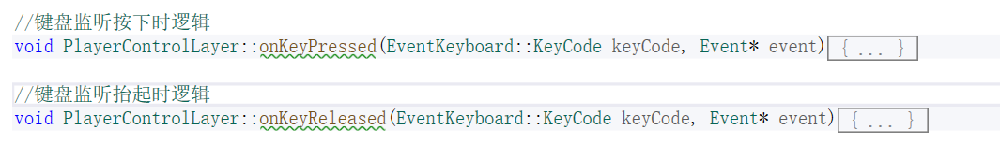 //键盘监听按下时逻辑
void PlayerControlLayer::onKeyPressed(EventKeyboard::KeyCode keyCode, Event* event){ ... }
//键盘监听抬起时逻辑
void PlayerControlLayer::onKeyReleased(EventKeyboard::KeyCode keyCode, Event* event){ ... }